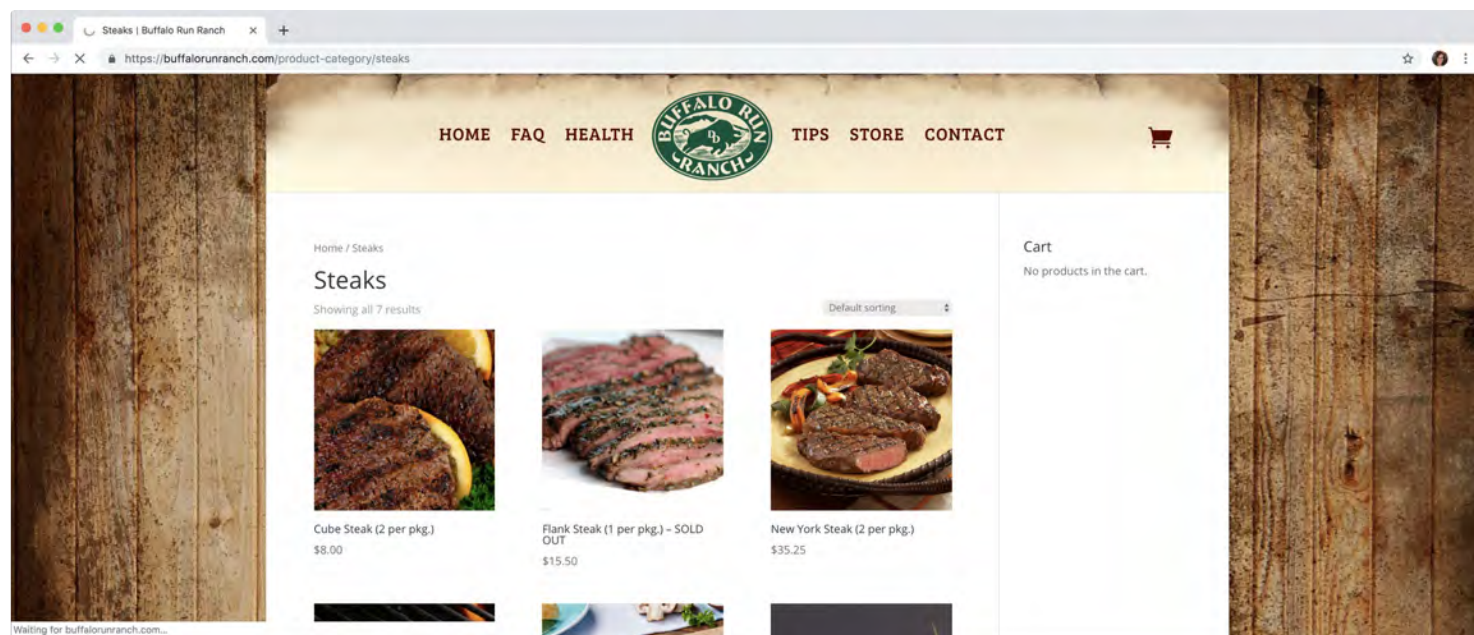 Steaks | Buffalo Run Ranch
https://buffalorunranch.com/product-category/steaks
HOME FAQ HEALTH BUFFALO RUN RANCH TIPS STORE CONTACT
Home / Steaks
Cart
No products in the cart.
Steaks
Showing all 7 results
Default sorting
Cube Steak (2 per pkg.)
$8.00
Flank Steak (1 per pkg.) – SOLD
OUT
$15.50
New York Steak (2 per pkg.)
$35.25
Waiting for buffalorunranch.com...